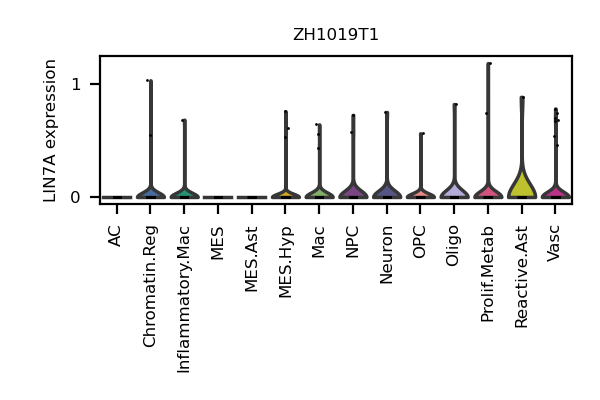 ZH1019T1
LIN7A expression
1
0
AC
Chromatin.Reg
Inflammatory.Mac
MES
MES.Ast
MES.Hyp
Mac
NPC
Neuron
OPC
Oligo
Prolif.Metab
Reactive.Ast
Vasc